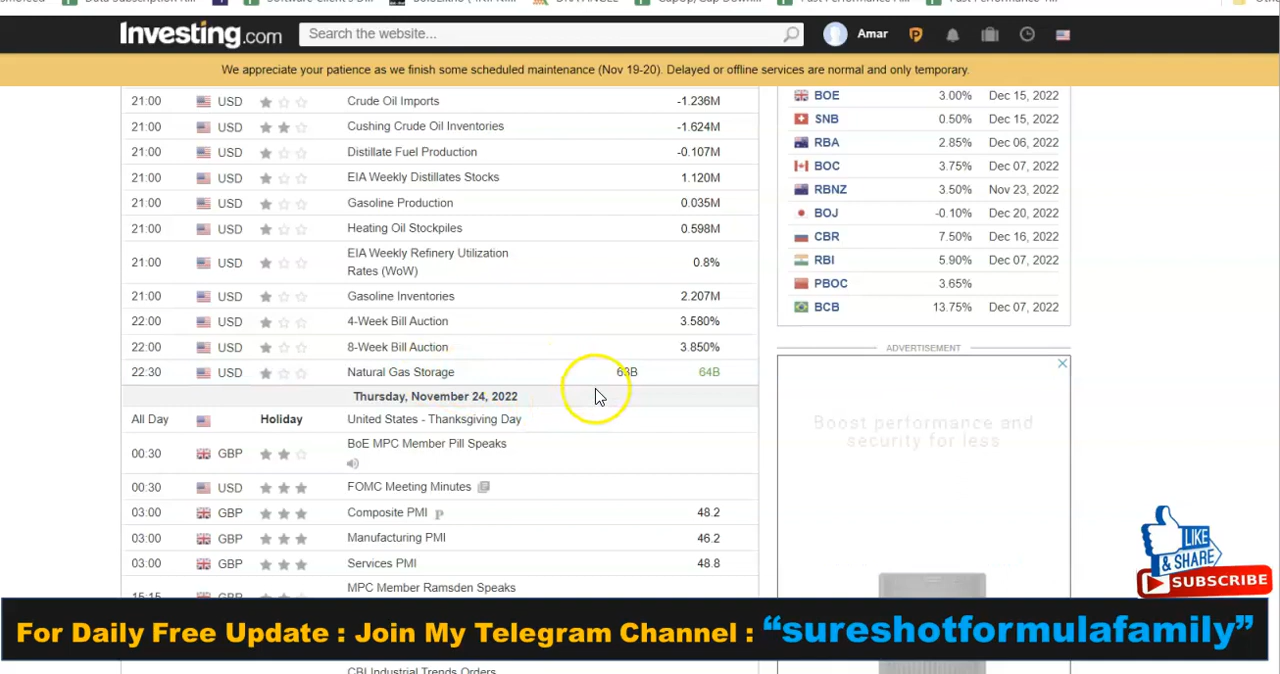 Investing.com
Search the website...
Amar
We appreciate your patience as we finish some scheduled maintenance (Nov 19-20). Delayed or offline services are normal and only temporary.
21:00 USD Crude Oil Imports -1.236M
21:00 USD Cushing Crude Oil Inventories -1.624M
21:00 USD Distillate Fuel Production -0.107M
21:00 USD EIA Weekly Distillates Stocks 1.120M
21:00 USD Gasoline Production 0.035M
21:00 USD Heating Oil Stockpiles 0.598M
21:00 USD EIA Weekly Refinery Utilization
Rates (WoW) 0.8%
21:00 USD Gasoline Inventories 2.207M
22:00 USD 4-Week Bill Auction 3.580%
22:00 USD 8-Week Bill Auction 3.850%
22:30 USD Natural Gas Storage 63B 64B
Thursday, November 24, 2022
All Day Holiday United States - Thanksgiving Day
00:30 GBP BoE MPC Member Pill Speaks
00:30 USD FOMC Meeting Minutes
03:00 GBP Composite PMI P 48.2
03:00 GBP Manufacturing PMI 46.2
03:00 GBP Services PMI 48.8
MPC Member Ramsden Speaks
CBI Industrial Trends Orders
BOE 3.00% Dec 15, 2022
SNB 0.50% Dec 15, 2022
RBA 2.85% Dec 06, 2022
BOC 3.75% Dec 07, 2022
RBNZ 3.50% Nov 23, 2022
BOJ -0.10% Dec 20, 2022
CBR 7.50% Dec 16, 2022
RBI 5.90% Dec 07, 2022
PBOC 3.65%
BCB 13.75% Dec 07, 2022
ADVERTISEMENT
Boost performance and
security for less
LIKE
& SHARE
SUBSCRIBE
For Daily Free Update : Join My Telegram Channel : “sureshotformulafamily”